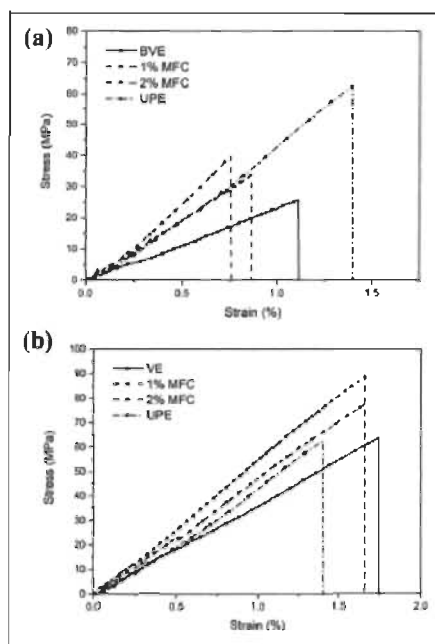 (a)
80
70
60
50
40
30
20
10
0
Stress (MPa)
BVE
1% MFC
2% MFC
UPE
0.0
0.5
1.0
1.5
Strain (%)
(b)
100
90
80
70
60
50
40
30
20
10
0
Stress (MPa)
VE
1% MFC
2% MFC
UPE
0.0
0.5
1.0
1.5
2.0
Strain (%)